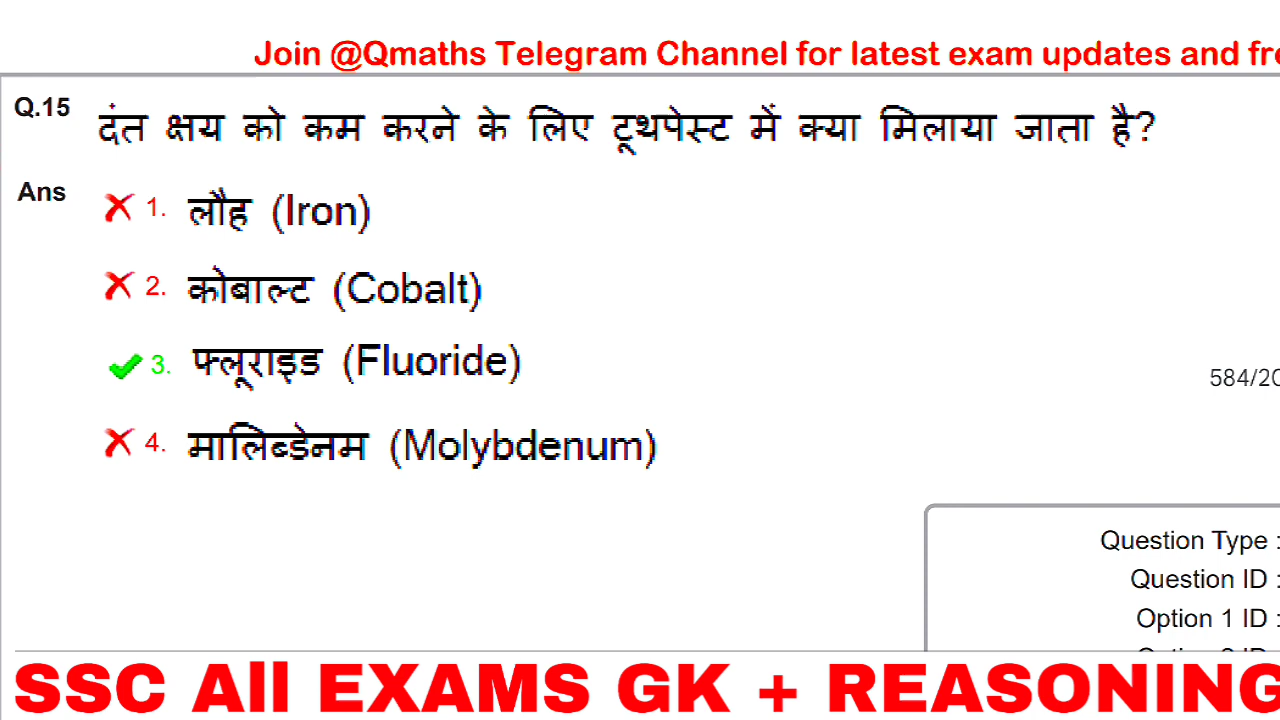 Join @Qmaths Telegram Channel for latest exam updates and fre
Q.15 दंत क्षय को कम करने के लिए टूथपेस्ट में क्या मिलाया जाता है?
Ans
1. लौह (Iron)
2. कोबाल्ट (Cobalt)
3. फ्लूराइड (Fluoride)
584/20
4. मालिब्डेनम (Molybdenum)
Question Type :
Question ID :
Option 1 ID :
SSC All EXAMS GK + REASONING